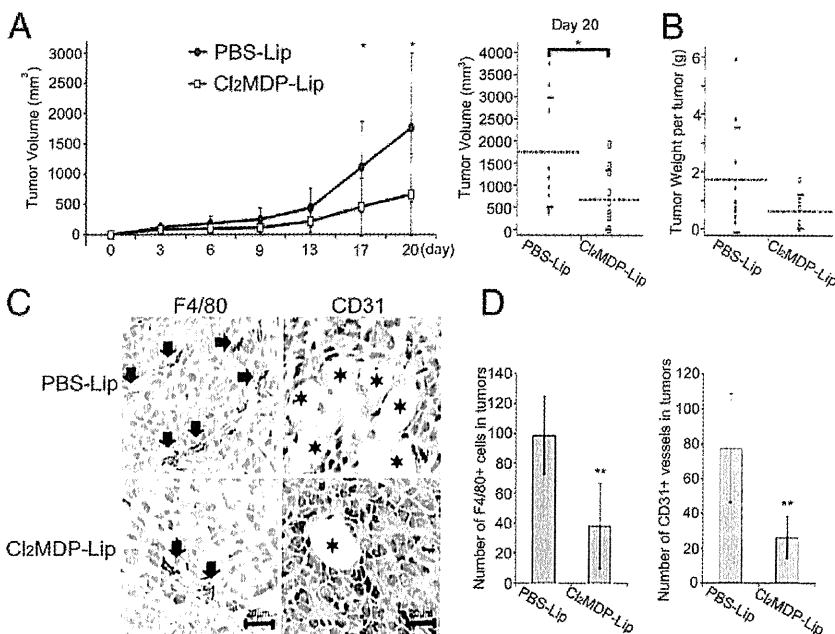 A
PBS-Lip
Cl2MDP-Lip
Tumor Volume (mm3)
3000
2500
2000
1500
1000
500
0
0 3 6 9 13 17 20(day)
* *
Day 20
*
Tumor Volume (mm3)
4000
3500
3000
2500
2000
1500
1000
500
0
PBS-Lip
Cl2MDP-Lip
B
Tumor Weight per tumor (g)
6
4
2
0
PBS-Lip
Cl2MDP-Lip
C
F4/80 CD31
PBS-Lip
Cl2MDP-Lip
D
Number of F4/80+ cells in tumors
140
120
100
80
60
40
20
0
**
PBS-Lip
Cl2MDP-Lip
Number of CD31+ vessels in tumors
120
100
80
60
40
20
0
**
PBS-Lip
Cl2MDP-Lip